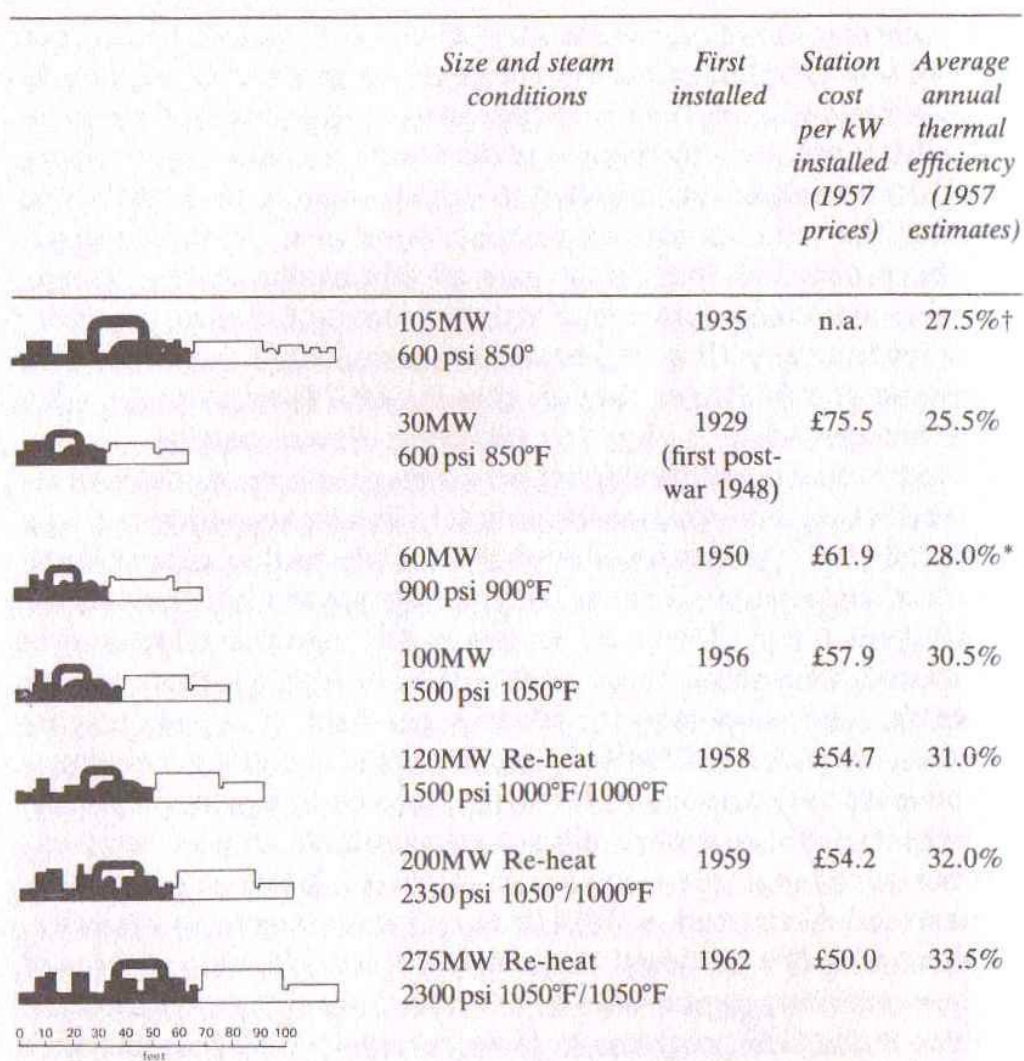 Size and steam conditions First installed Station cost per kW installed (1957 prices) Average annual thermal efficiency (1957 estimates)
105MW 1935 n.a. 27.5%†
600 psi 850°
30MW 1929 £75.5 25.5%
600 psi 850°F (first post-
war 1948)
60MW 1950 £61.9 28.0%*
900 psi 900°F
100MW 1956 £57.9 30.5%
1500 psi 1050°F
120MW Re-heat 1958 £54.7 31.0%
1500 psi 1000°F/1000°F
200MW Re-heat 1959 £54.2 32.0%
2350 psi 1050°/1000°F
275MW Re-heat 1962 £50.0 33.5%
2300 psi 1050°F/1050°F
0 10 20 30 40 50 60 70 80 90 100
feet